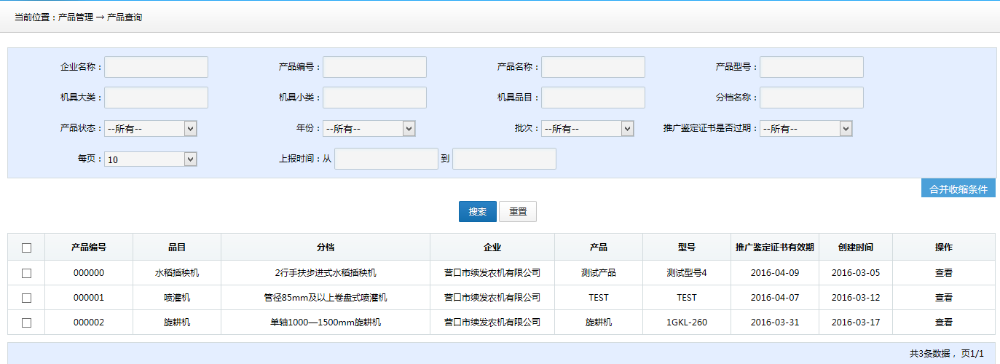 当前位置：产品管理 → 产品查询
企业名称： 产品编号： 产品名称： 产品型号：
机具大类： 机具小类： 机具品目： 分档名称：
产品状态： --所有-- 年份： --所有-- 批次： --所有-- 推广鉴定证书是否过期： --所有--
每页： 10 上报时间：从 到
合并收缩条件
搜索 重置
产品编号 品目 分档 企业 产品 型号 推广鉴定证书有效期 创建时间 操作
000000 水稻插秧机 2行手扶步进式水稻插秧机 营口市续发农机有限公司 测试产品 测试型号4 2016-04-09 2016-03-05 查看
000001 喷灌机 管径85mm及以上卷盘式喷灌机 营口市续发农机有限公司 TEST TEST 2016-04-07 2016-03-12 查看
000002 旋耕机 单轴1000—1500mm旋耕机 营口市续发农机有限公司 旋耕机 1GKL-260 2016-03-31 2016-03-17 查看
共3条数据， 页1/1